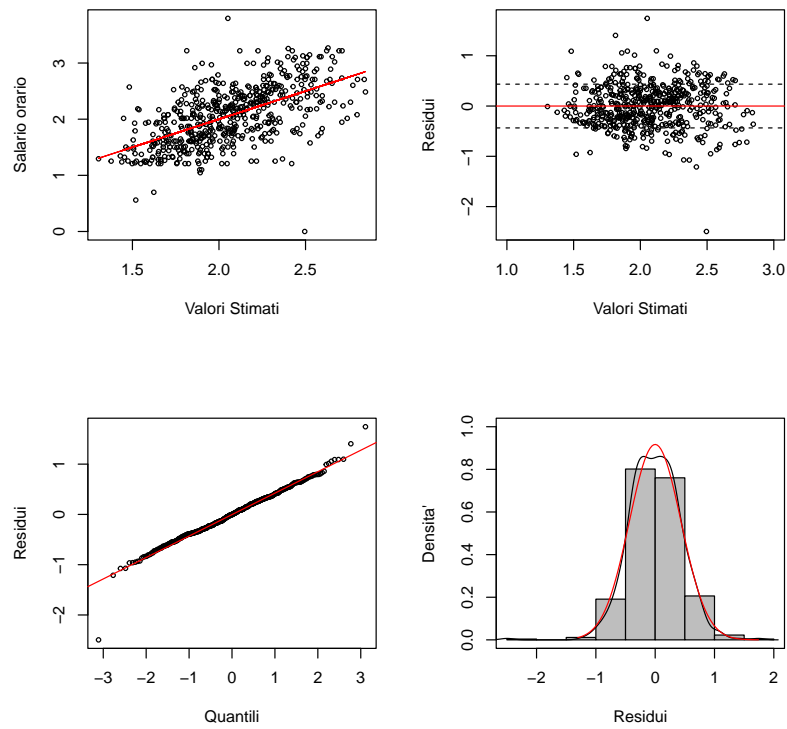 Salario orario
3
2
1
0
1.5 2.0 2.5
Valori Stimati
Residui
1
0
−1
−2
1.0 1.5 2.0 2.5 3.0
Valori Stimati
Residui
1
0
−1
−2
−3 −2 −1 0 1 2 3
Quantili
Densita'
1.0
0.8
0.6
0.4
0.2
0.0
−2 −1 0 1 2
Residui